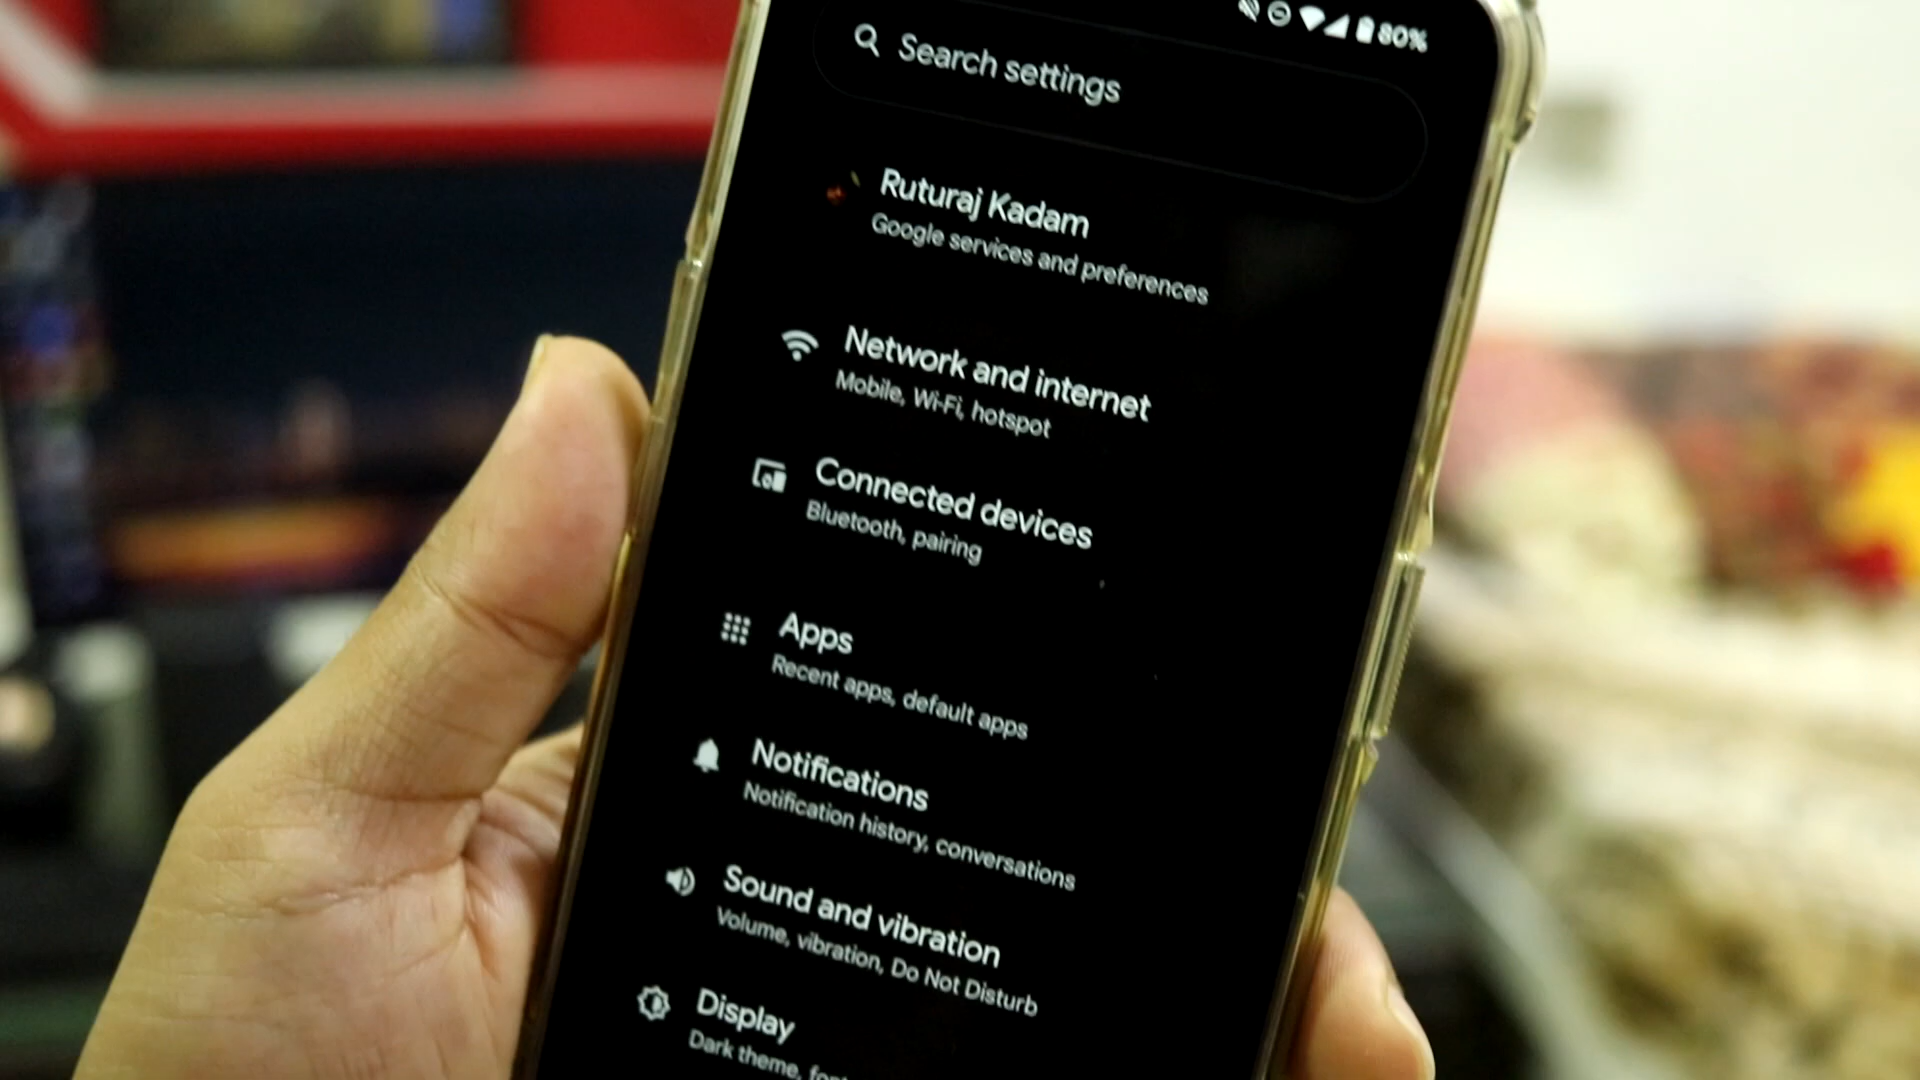 80%
Search settings
Ruturaj Kadam
Google services and preferences
Network and internet
Mobile, Wi-Fi, hotspot
Connected devices
Bluetooth, pairing
Apps
Recent apps, default apps
Notifications
Notification history, conversations
Sound and vibration
Volume, vibration, Do Not Disturb
Display
Dark theme,